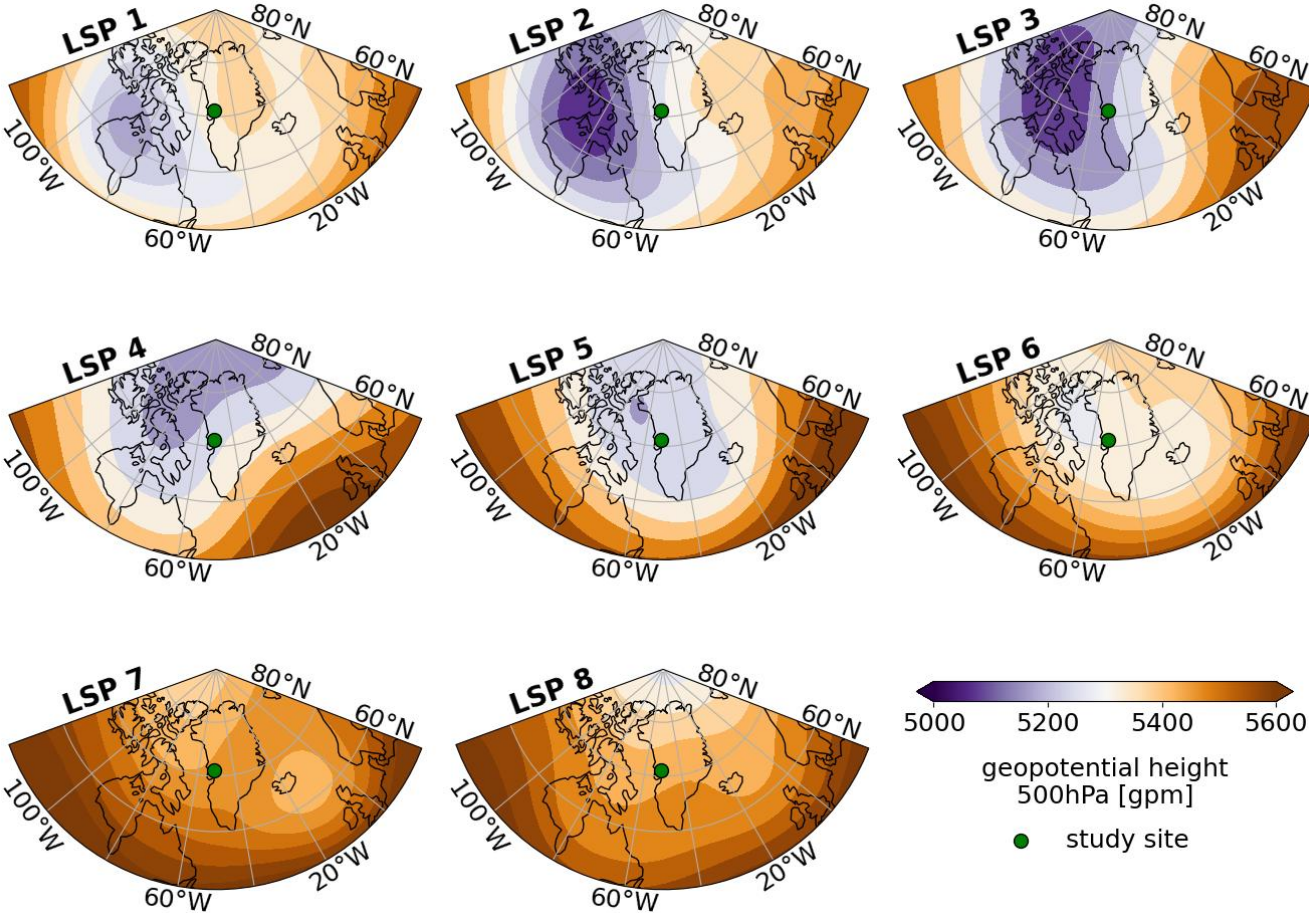 LSP 1
80°N
60°N
100°W
60°W
20°W
LSP 2
80°N
60°N
100°W
60°W
20°W
LSP 3
80°N
60°N
100°W
60°W
20°W
LSP 4
80°N
60°N
100°W
60°W
20°W
LSP 5
80°N
60°N
100°W
60°W
20°W
LSP 6
80°N
60°N
100°W
60°W
20°W
LSP 7
80°N
60°N
100°W
60°W
20°W
LSP 8
80°N
60°N
100°W
60°W
20°W
5000 5200 5400 5600
geopotential height
500hPa [gpm]
study site